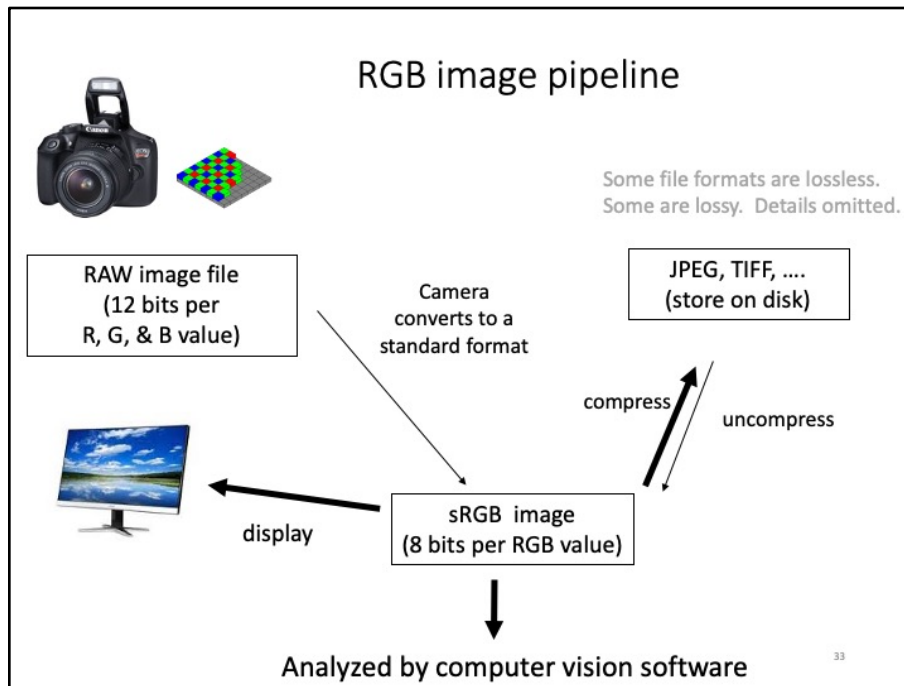 RGB image pipeline
Canon
Some file formats are lossless.
Some are lossy. Details omitted.
RAW image file
(12 bits per
R, G, & B value)
Camera
converts to a
standard format
JPEG, TIFF, ....
(store on disk)
compress
uncompress
display
sRGB image
(8 bits per RGB value)
Analyzed by computer vision software
33